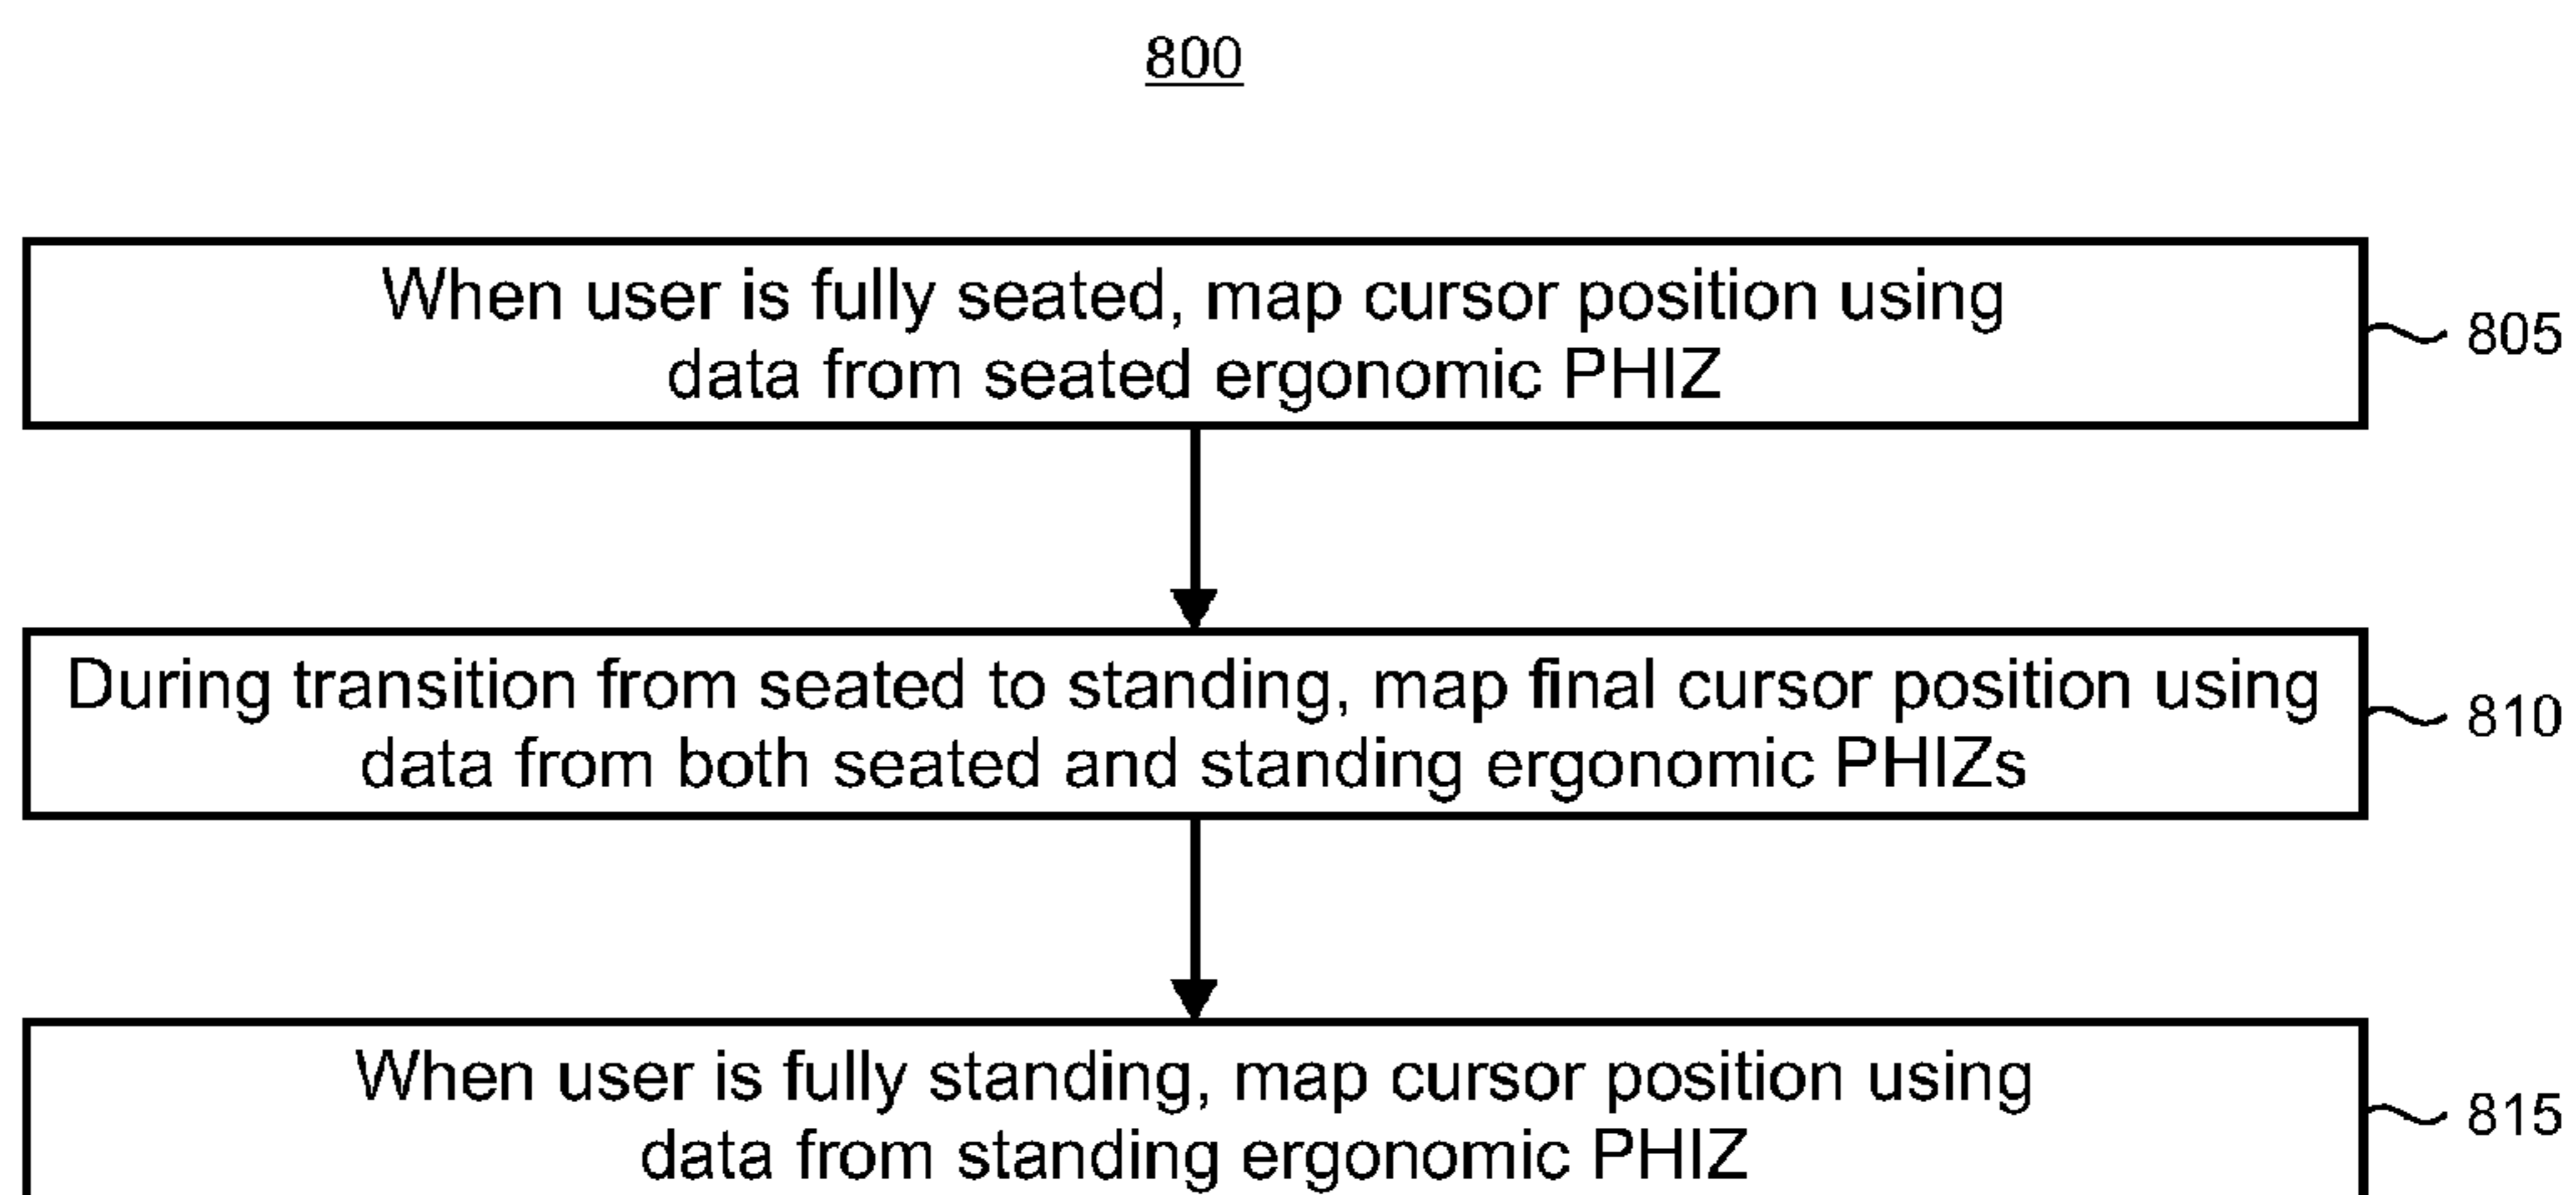 800
When user is fully seated, map cursor position using
data from seated ergonomic PHIZ
805
During transition from seated to standing, map final cursor position using
data from both seated and standing ergonomic PHIZs
810
When user is fully standing, map cursor position using
data from standing ergonomic PHIZ
815